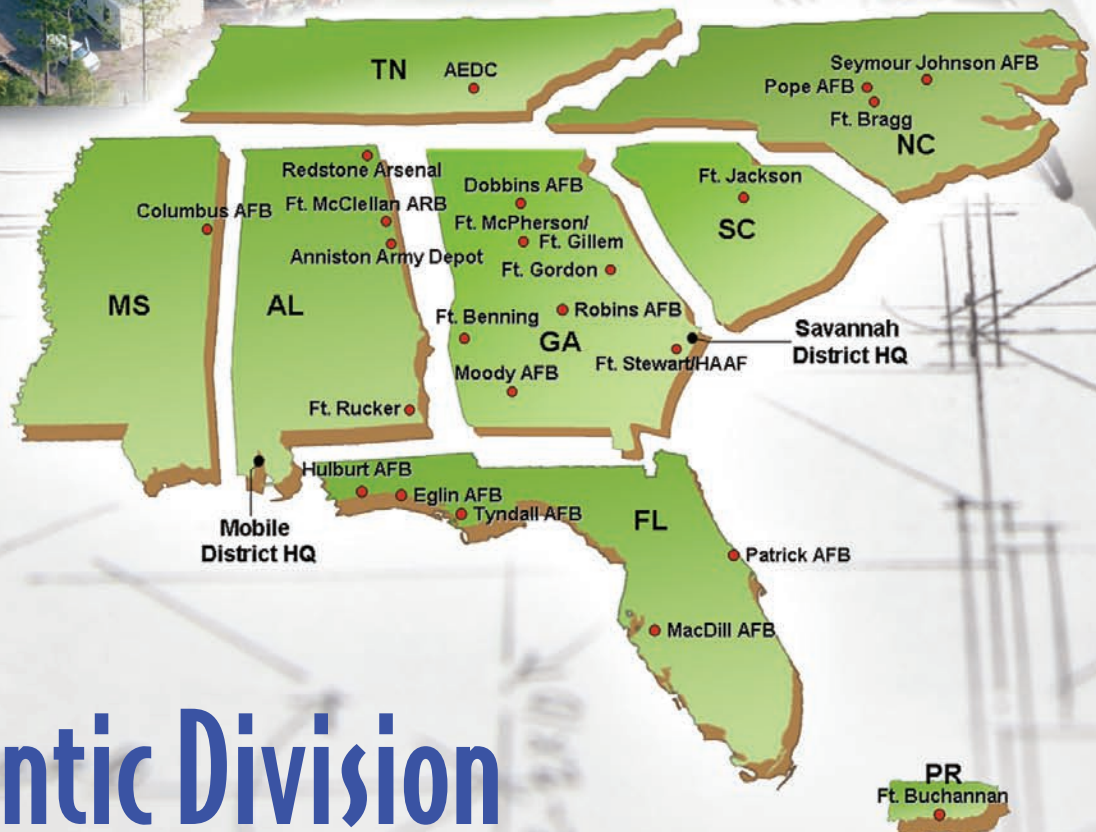 TN
AEDC
Seymour Johnson AFB
Pope AFB
Ft. Bragg
NC
Redstone Arsenal
Ft. McClellan ARB
Columbus AFB
Anniston Army Depot
MS
AL
Dobbins AFB
Ft. McPherson/
Ft. Gillem
Ft. Gordon
Robins AFB
Ft. Benning
GA
Ft. Stewart/HAAF
Moody AFB
Ft. Rucker
Ft. Jackson
SC
Savannah
District HQ
Hulburt AFB
Eglin AFB
Tyndall AFB
Mobile
District HQ
FL
Patrick AFB
MacDill AFB
ntic Division
PR
Ft. Buchannan